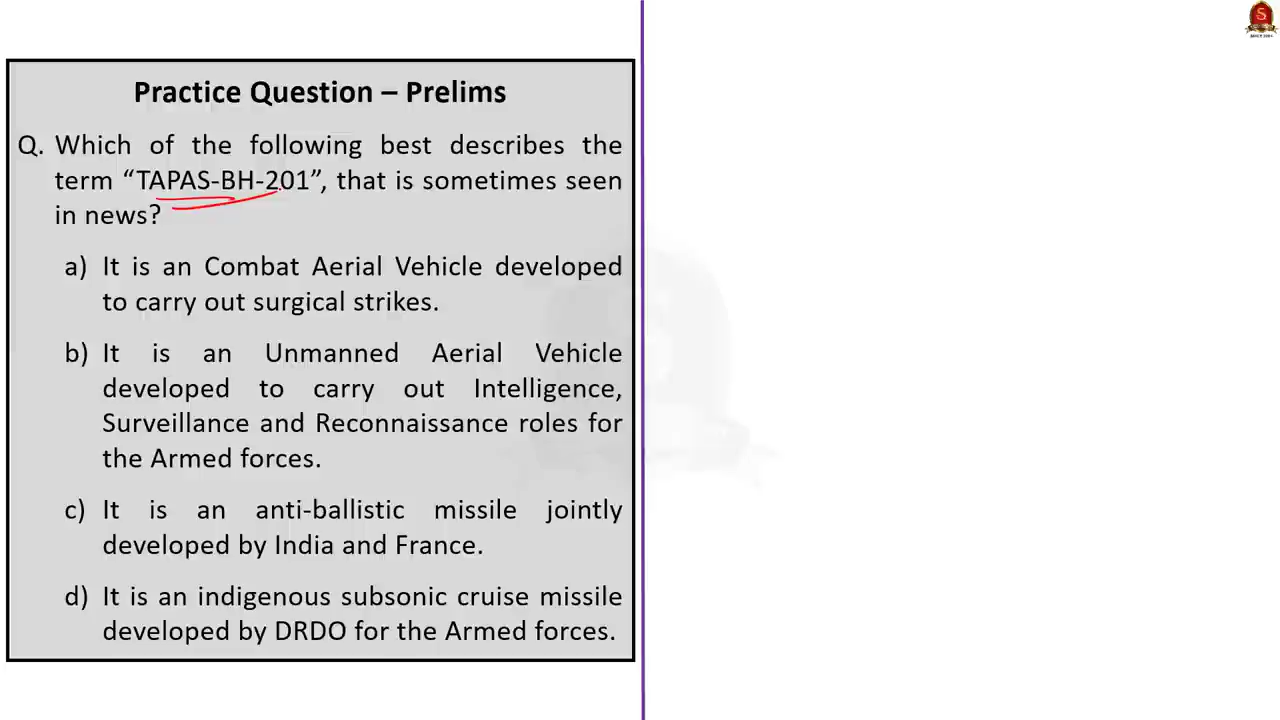 Practice Question – Prelims
Q. Which of the following best describes the
term “TAPAS-BH-201”, that is sometimes seen
in news?
a) It is an Combat Aerial Vehicle developed
to carry out surgical strikes.
b) It is an Unmanned Aerial Vehicle
developed to carry out Intelligence,
Surveillance and Reconnaissance roles for
the Armed forces.
c) It is an anti-ballistic missile jointly
developed by India and France.
d) It is an indigenous subsonic cruise missile
developed by DRDO for the Armed forces.
S